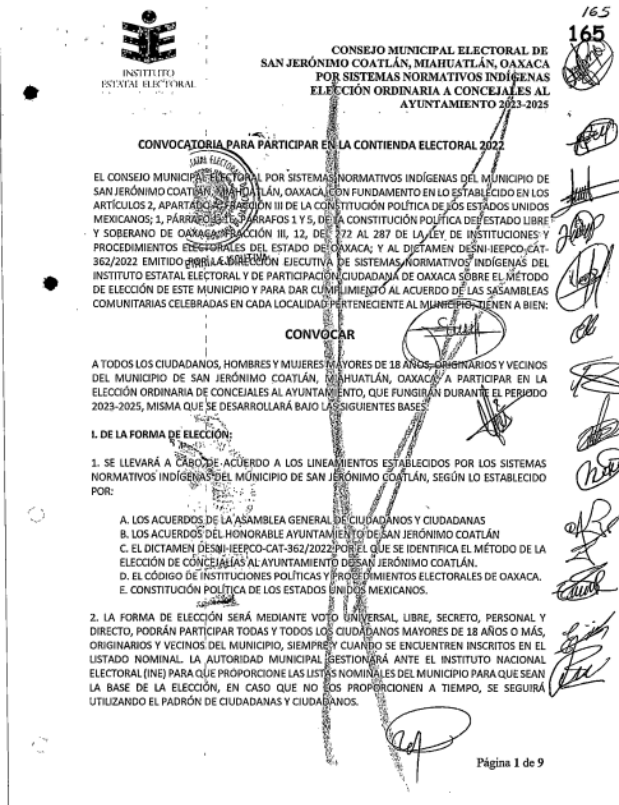 165
165
INSTITUTO
ESTATAL ELECTORAL
CONSEJO MUNICIPAL ELECTORAL DE
SAN JERÓNIMO COATLÁN, MIAHUATLÁN, OAXACA
POR SISTEMAS NORMATIVOS INDÍGENAS
ELECCIÓN ORDINARIA A CONCEJALES AL
AYUNTAMIENTO 2023-2025
CONVOCATORIA PARA PARTICIPAR EN LA CONTIENDA ELECTORAL 2022
EL CONSEJO MUNICIPAL ELECTORAL POR SISTEMAS NORMATIVOS INDÍGENAS DEL MUNICIPIO DE
SAN JERÓNIMO COATLÁN, MIAHUATLÁN, OAXACA, CON FUNDAMENTO EN LO ESTABLECIDO EN LOS
ARTÍCULOS 2, APARTADO A, FRACCIÓN III DE LA CONSTITUCIÓN POLÍTICA DE LOS ESTADOS UNIDOS
MEXICANOS; 1, PÁRRAFO 16, PÁRRAFOS 1 Y 5, DE LA CONSTITUCIÓN POLÍTICA DEL ESTADO LIBRE
Y SOBERANO DE OAXACA; FRACCIÓN III, 12, DEL 272 AL 287 DE LA LEY DE INSTITUCIONES Y
PROCEDIMIENTOS ELECTORALES DEL ESTADO DE OAXACA; Y AL DICTAMEN DESNI-IEEPCO-CAT-
362/2022 EMITIDO POR LA DIRECCIÓN EJECUTIVA DE SISTEMAS NORMATIVOS INDÍGENAS DEL
INSTITUTO ESTATAL ELECTORAL Y DE PARTICIPACIÓN CIUDADANA DE OAXACA SOBRE EL MÉTODO
DE ELECCIÓN DE ESTE MUNICIPIO Y PARA DAR CUMPLIMIENTO AL ACUERDO DE LAS SASAMBLEAS
COMUNITARIAS CELEBRADAS EN CADA LOCALIDAD PERTENECIENTE AL MUNICIPIO, TIENEN A BIEN:
CONVOCAR
A TODOS LOS CIUDADANOS, HOMBRES Y MUJERES MAYORES DE 18 AÑOS, ORIGINARIOS Y VECINOS
DEL MUNICIPIO DE SAN JERÓNIMO COATLÁN, MIAHUATLÁN, OAXACA; A PARTICIPAR EN LA
ELECCIÓN ORDINARIA DE CONCEJALES AL AYUNTAMIENTO, QUE FUNGIRÁN DURANTE EL PERIODO
2023-2025, MISMA QUE SE DESARROLLARÁ BAJO LAS SIGUIENTES BASES:
I. DE LA FORMA DE ELECCIÓN:
1. SE LLEVARÁ A CABO DE ACUERDO A LOS LINEAMIENTOS ESTABLECIDOS POR LOS SISTEMAS
NORMATIVOS INDÍGENAS DEL MUNICIPIO DE SAN JERÓNIMO COATLÁN, SEGÚN LO ESTABLECIDO
POR:
A. LOS ACUERDOS DE LA ASAMBLEA GENERAL DE CIUDADANOS Y CIUDADANAS
B. LOS ACUERDOS DEL HONORABLE AYUNTAMIENTO DE SAN JERÓNIMO COATLÁN
C. EL DICTAMEN DESNI-IEEPCO-CAT-362/2022 POR EL QUE SE IDENTIFICA EL MÉTODO DE LA
ELECCIÓN DE CONCEJALÍAS AL AYUNTAMIENTO DE SAN JERÓNIMO COATLÁN.
D. EL CÓDIGO DE INSTITUCIONES POLÍTICAS Y PROCEDIMIENTOS ELECTORALES DE OAXACA.
E. CONSTITUCIÓN POLÍTICA DE LOS ESTADOS UNIDOS MEXICANOS.
2. LA FORMA DE ELECCIÓN SERÁ MEDIANTE VOTO UNIVERSAL, LIBRE, SECRETO, PERSONAL Y
DIRECTO, PODRÁN PARTICIPAR TODAS Y TODOS LOS CIUDADANOS MAYORES DE 18 AÑOS O MÁS,
ORIGINARIOS Y VECINOS DEL MUNICIPIO, SIEMPRE Y CUANDO SE ENCUENTREN INSCRITOS EN EL
LISTADO NOMINAL. LA AUTORIDAD MUNICIPAL GESTIONARÁ ANTE EL INSTITUTO NACIONAL
ELECTORAL (INE) PARA QUE PROPORCIONE LAS LISTAS NOMINALES DEL MUNICIPIO PARA QUE SEAN
LA BASE DE LA ELECCIÓN, EN CASO QUE NO LOS PROPORCIONEN A TIEMPO, SE SEGUIRÁ
UTILIZANDO EL PADRÓN DE CIUDADANAS Y CIUDADANOS.
Página 1 de 9